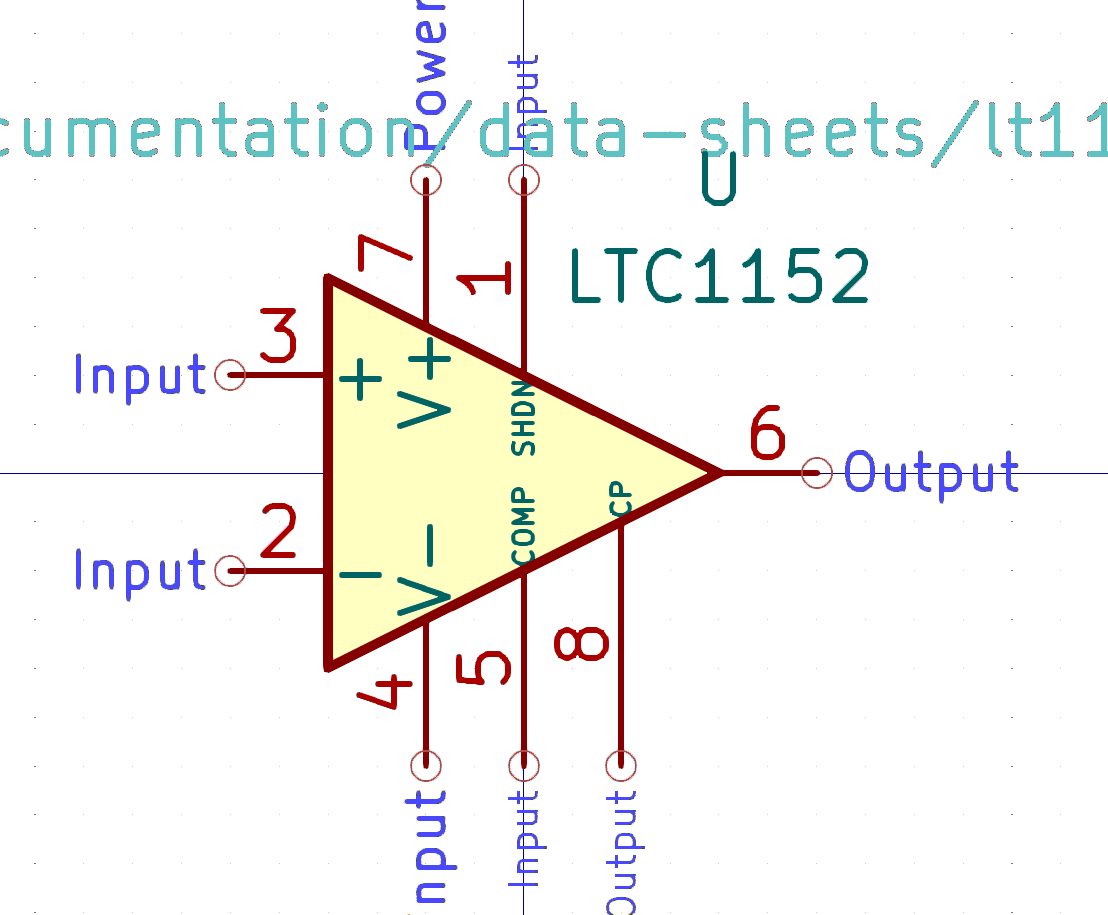 Power
Input
cumentation/data-sheets/lt11
U
LTC1152
7
1
3
Input
+
V+
SHDN
6
Output
2
Input
−
V−
COMP
CP
4
5
8
nput
Input
Output